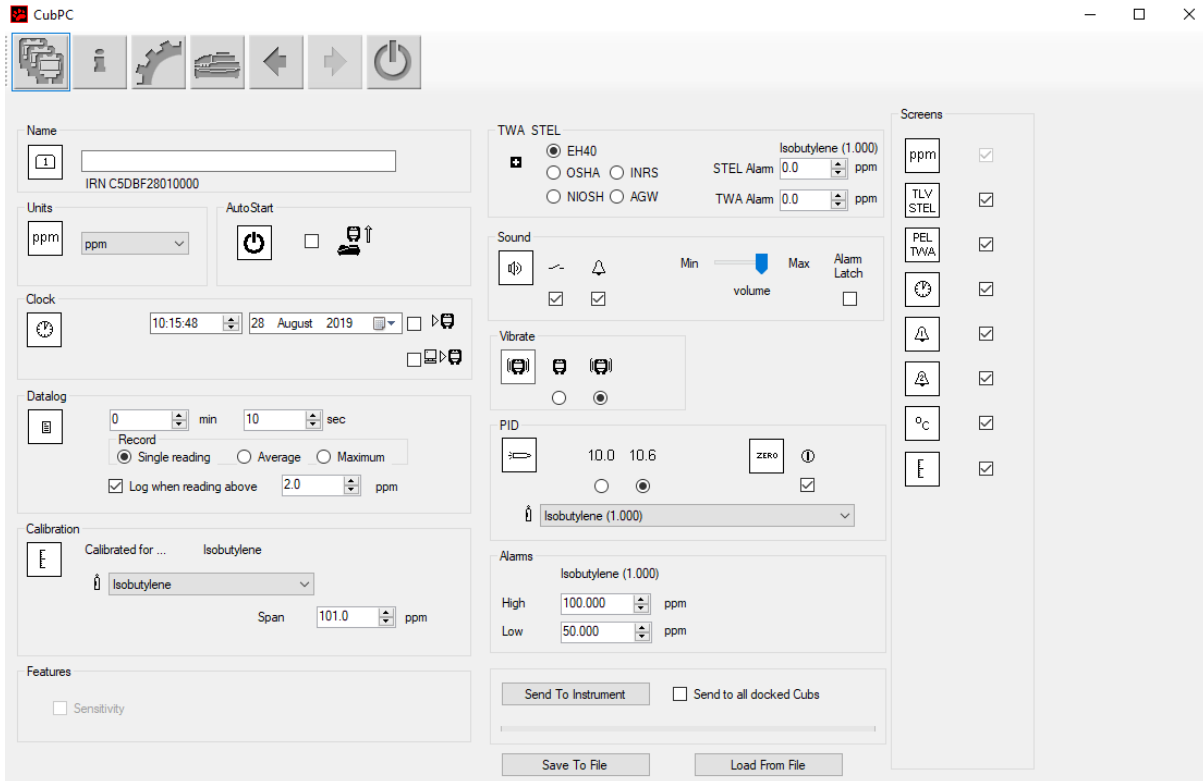 CubPC
Name
1
IRN C5DBF28010000
Units
ppm
ppm
AutoStart
Clock
10:15:48
28 August 2019
Datalog
0 min 10 sec
Record
Single reading Average Maximum
Log when reading above 2.0 ppm
Calibration
Calibrated for ... Isobutylene
Isobutylene
Span 101.0 ppm
Features
Sensitivity
TWA STEL
EH40
OSHA INRS
NIOSH AGW
Isobutylene (1.000)
STEL Alarm 0.0 ppm
TWA Alarm 0.0 ppm
Sound
Min Max
volume
Alarm
Latch
Vibrate
PID
10.0 10.6
ZERO
Isobutylene (1.000)
Alarms
Isobutylene (1.000)
High 100.000 ppm
Low 50.000 ppm
Send To Instrument
Send to all docked Cubs
Save To File
Load From File
Screens
ppm
TLV
STEL
PEL
TWA
1
2
°C